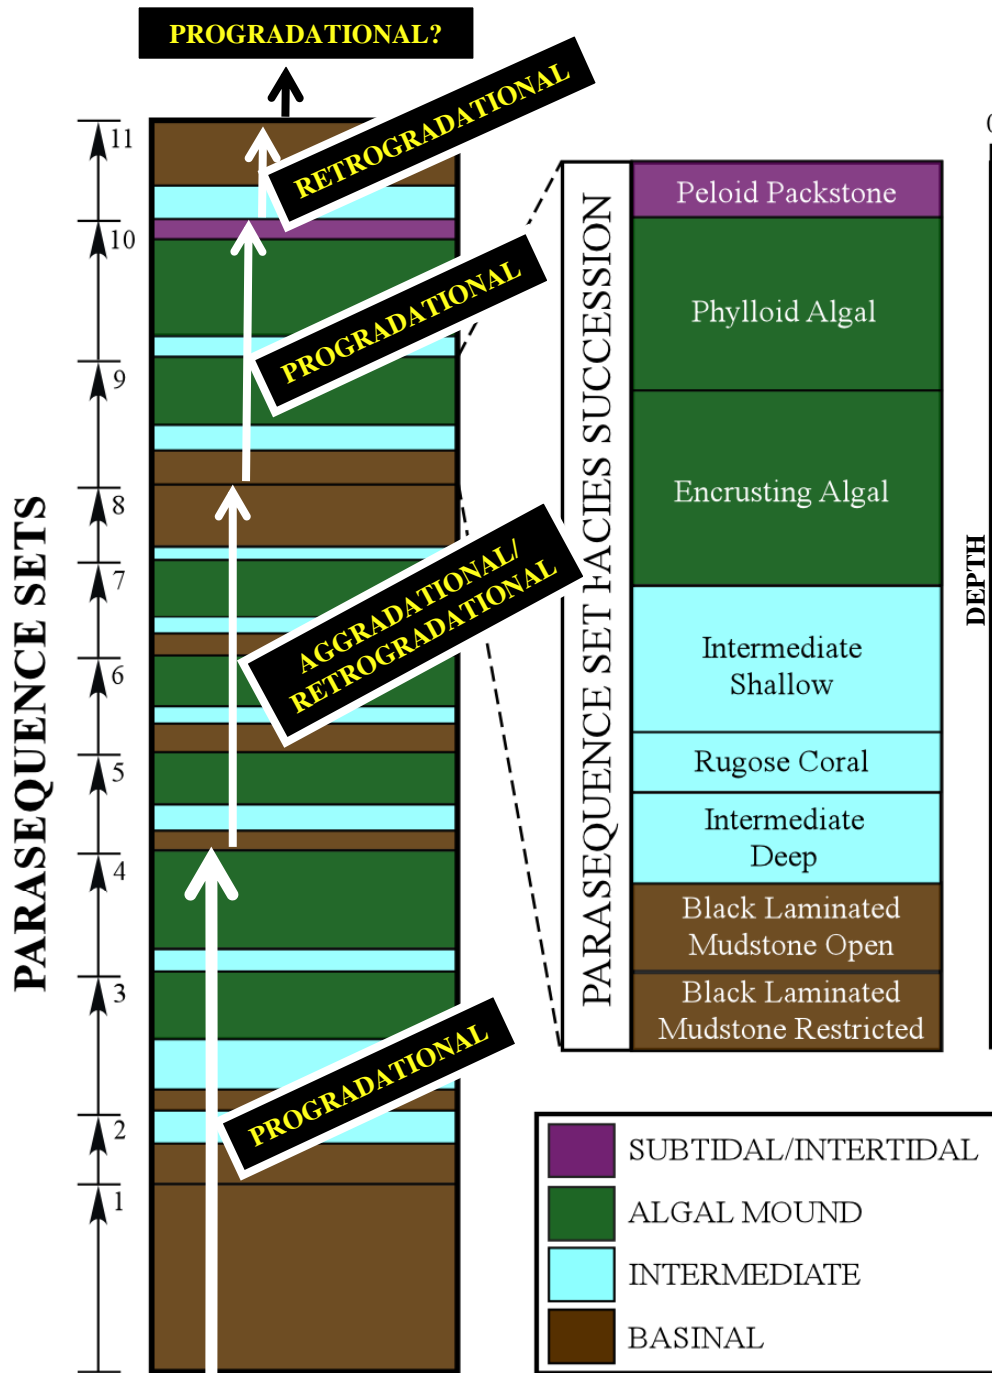 PROGRADATIONAL?
RETROGRADATIONAL
PROGRADATIONAL
AGGRADATIONAL/
RETROGRADATIONAL
PROGRADATIONAL
PARASEQUENCE SETS
11
10
9
8
7
6
5
4
3
2
1
PARASEQUENCE SET FACIES SUCCESSION
Peloid Packstone
Phylloid Algal
Encrusting Algal
Intermediate
Shallow
Rugose Coral
Intermediate
Deep
Black Laminated
Mudstone Open
Black Laminated
Mudstone Restricted
DEPTH
SUBTIDAL/INTERTIDAL
ALGAL MOUND
INTERMEDIATE
BASINAL